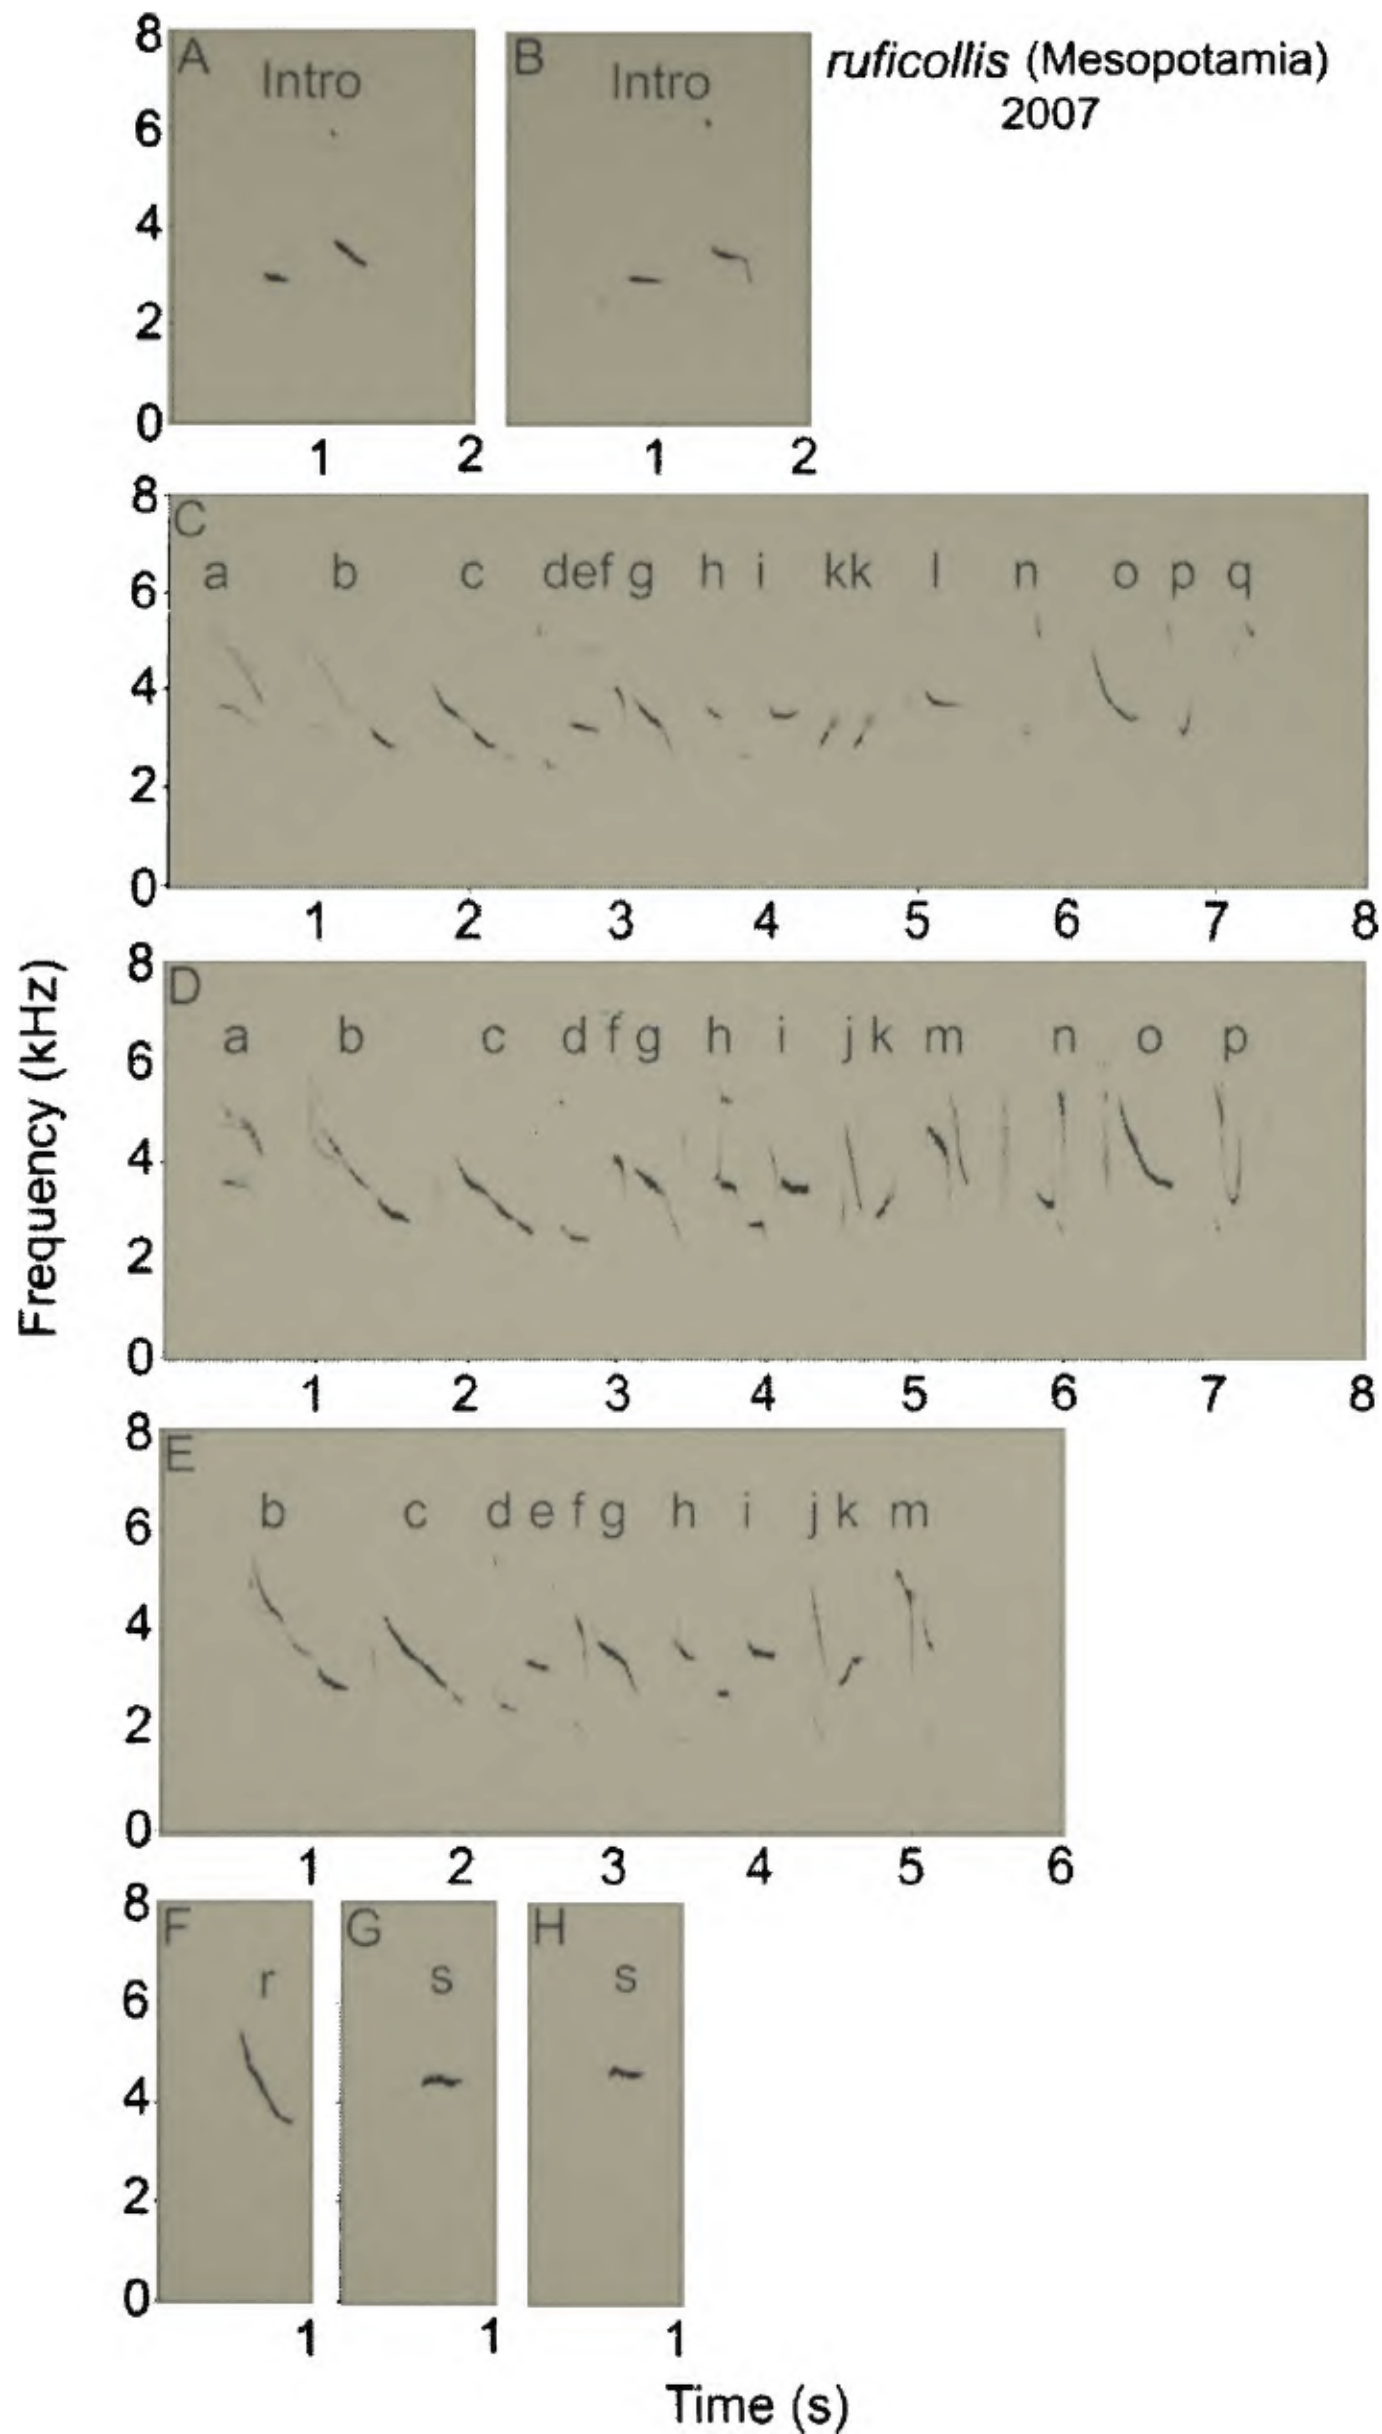 8 A Intro B Intro ruficollis (Mesopotamia)
2007
6
4
2
0
1 2 1 2
8 C
a b c def g h i kk l n o p q
6
4
2
0
1 2 3 4 5 6 7 8
8 D
a b c d f g h i j k m n o p
6
4
2
0
1 2 3 4 5 6 7 8
Frequency (kHz)
8 E
b c d e f g h i j k m
6
4
2
0
1 2 3 4 5 6
8 F G H
r s s
6
4
2
0
1 1 1
Time (s)